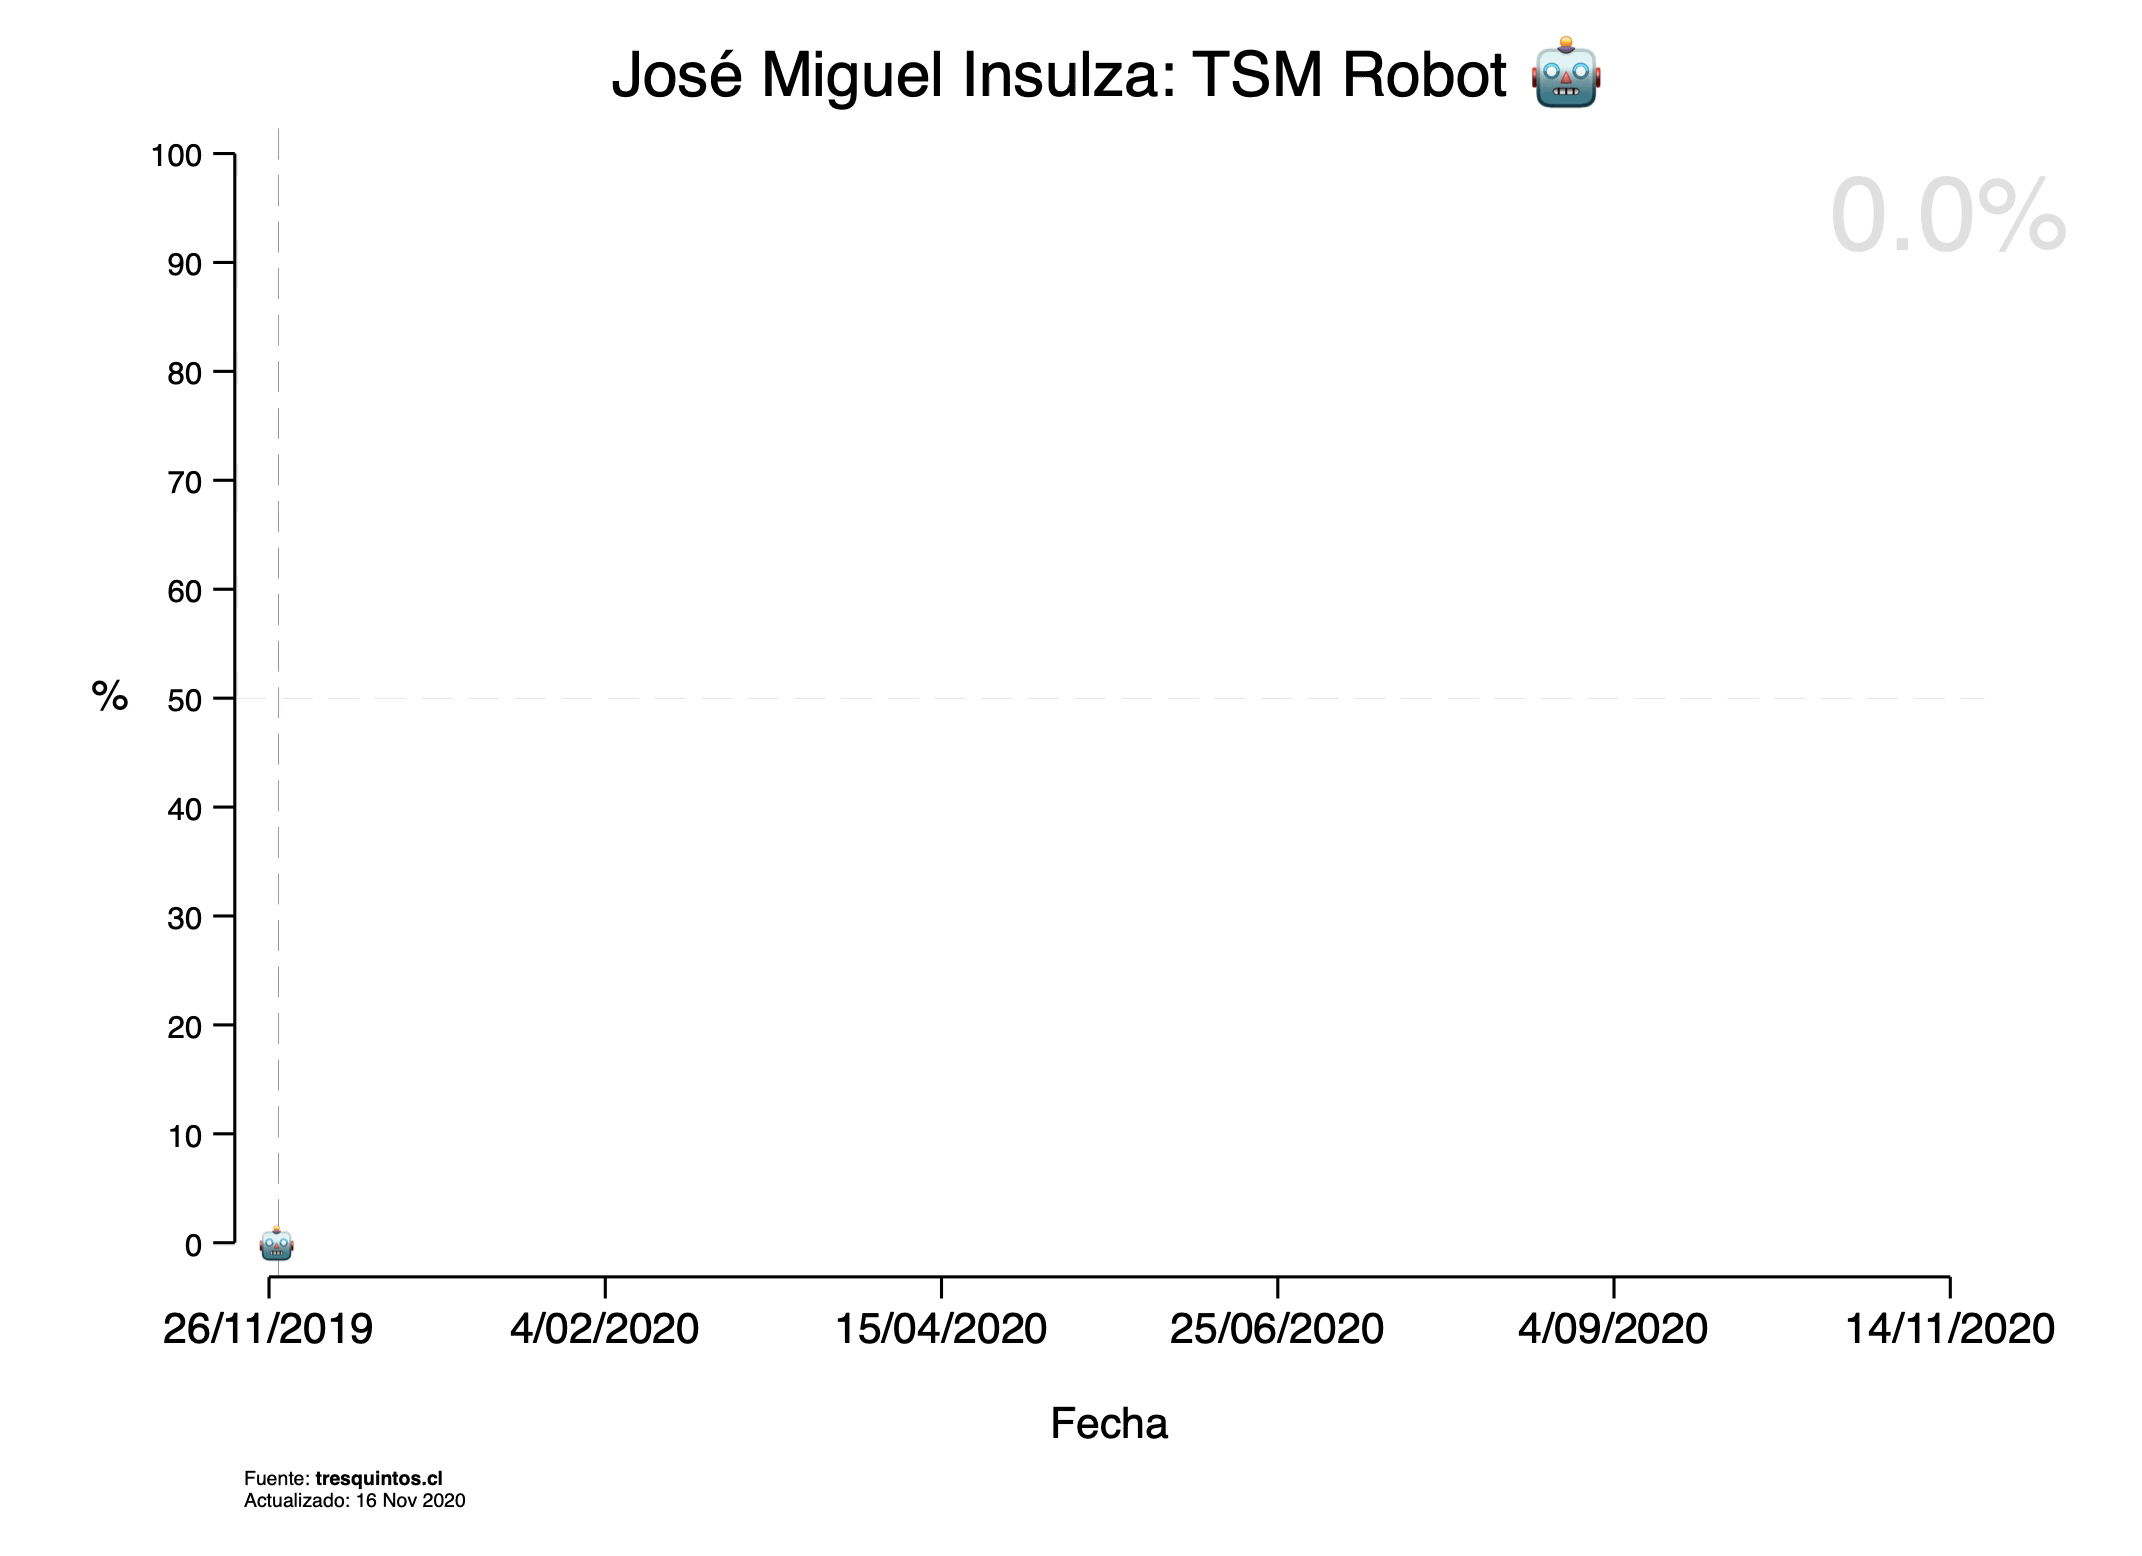 José Miguel Insulza: TSM Robot 🤖
0.0%
100
90
80
70
60
50
40
30
20
10
0
%
26/11/2019 4/02/2020 15/04/2020 25/06/2020 4/09/2020 14/11/2020
Fecha
Fuente: tresquintos.cl
Actualizado: 16 Nov 2020